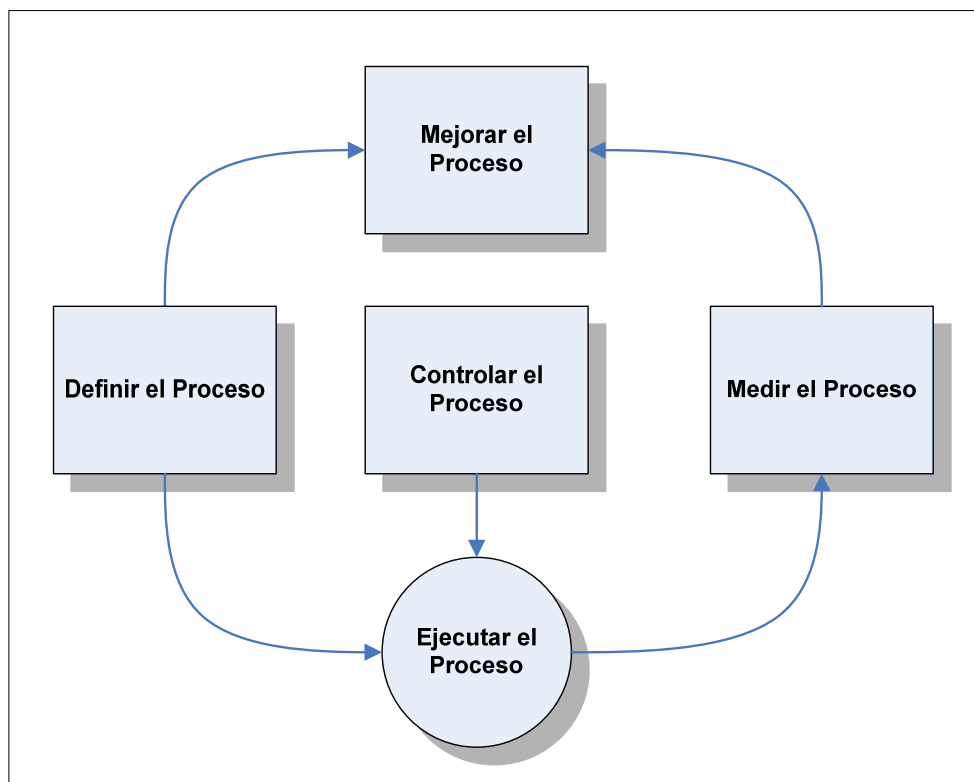 Mejorar el
Proceso
Definir el Proceso
Controlar el
Proceso
Medir el Proceso
Ejecutar el
Proceso